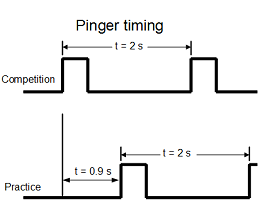 Pinger timing
t = 2 s
Competition
t = 2 s
t = 0.9 s
Practice